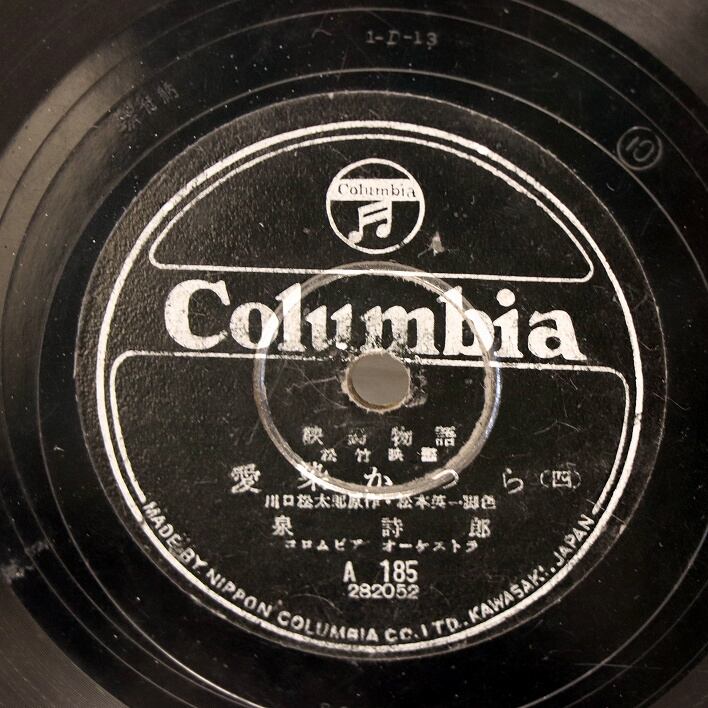 1-D-13
10
Columbia
Columbia
映画物語
松竹映画
愛染かつら(四)
川口松太郎原作・松本英一脚色
泉詩郎
コロムビア オーケストラ
A 185
282052
MADE BY NIPPON COLUMBIA CO., LTD., KAWASAKI, JAPAN